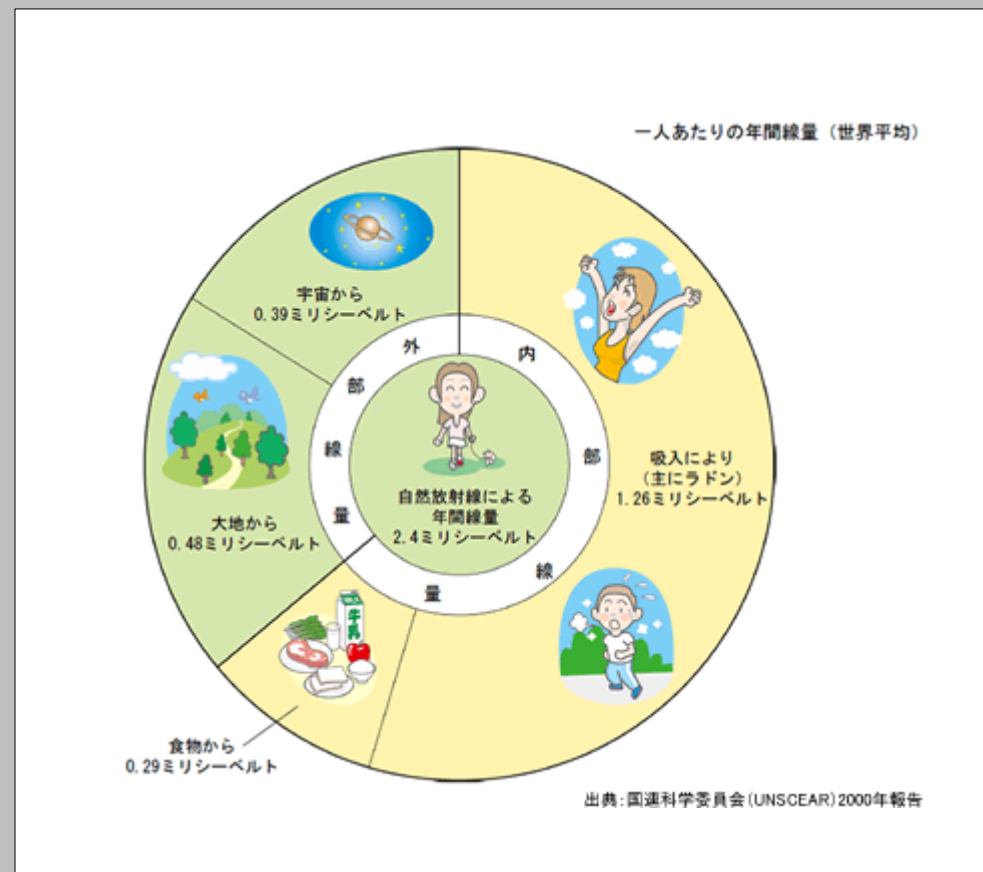 一人あたりの年間線量（世界平均）
宇宙から
0.39ミリシーベルト
外部線量
内部線量
大地から
0.48ミリシーベルト
自然放射線による
年間線量
2.4ミリシーベルト
吸入により
（主にラドン）
1.26ミリシーベルト
牛乳
食物から
0.29ミリシーベルト
出典:国連科学委員会(UNSCEAR)2000年報告